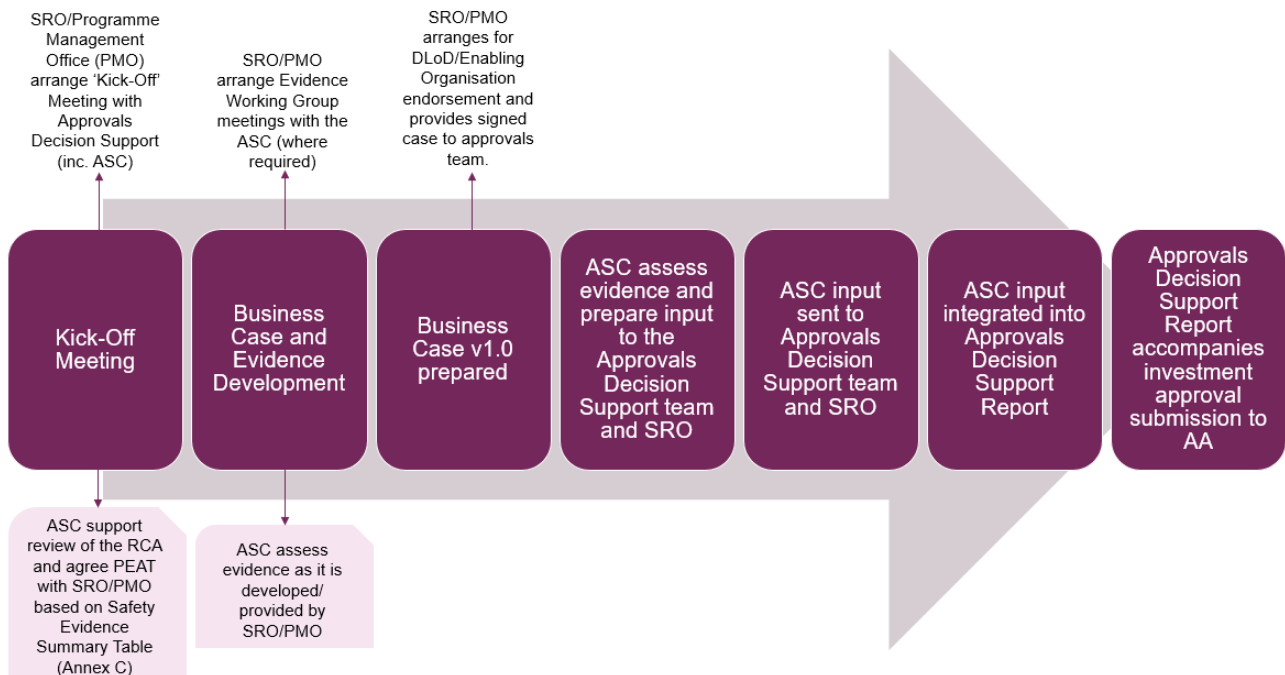 SRO/Programme
Management
Office (PMO)
arrange ‘Kick-Off’
Meeting with
Approvals
Decision Support
(inc. ASC)
SRO/PMO
arrange Evidence
Working Group
meetings with the
ASC (where
required)
SRO/PMO
arranges for
DLoD/Enabling
Organisation
endorsement and
provides signed
case to approvals
team.
Kick-Off
Meeting
Business
Case and
Evidence
Development
Business
Case v1.0
prepared
ASC assess
evidence and
prepare input
to the
Approvals
Decision
Support team
and SRO
ASC input
sent to
Approvals
Decision
Support team
and SRO
ASC input
integrated into
Approvals
Decision
Support
Report
Approvals
Decision
Support
Report
accompanies
investment
approval
submission to
AA
ASC support
review of the RCA
and agree PEAT
with SRO/PMO
based on Safety
Evidence
Summary Table
(Annex C)
ASC assess
evidence as it is
developed/
provided by
SRO/PMO